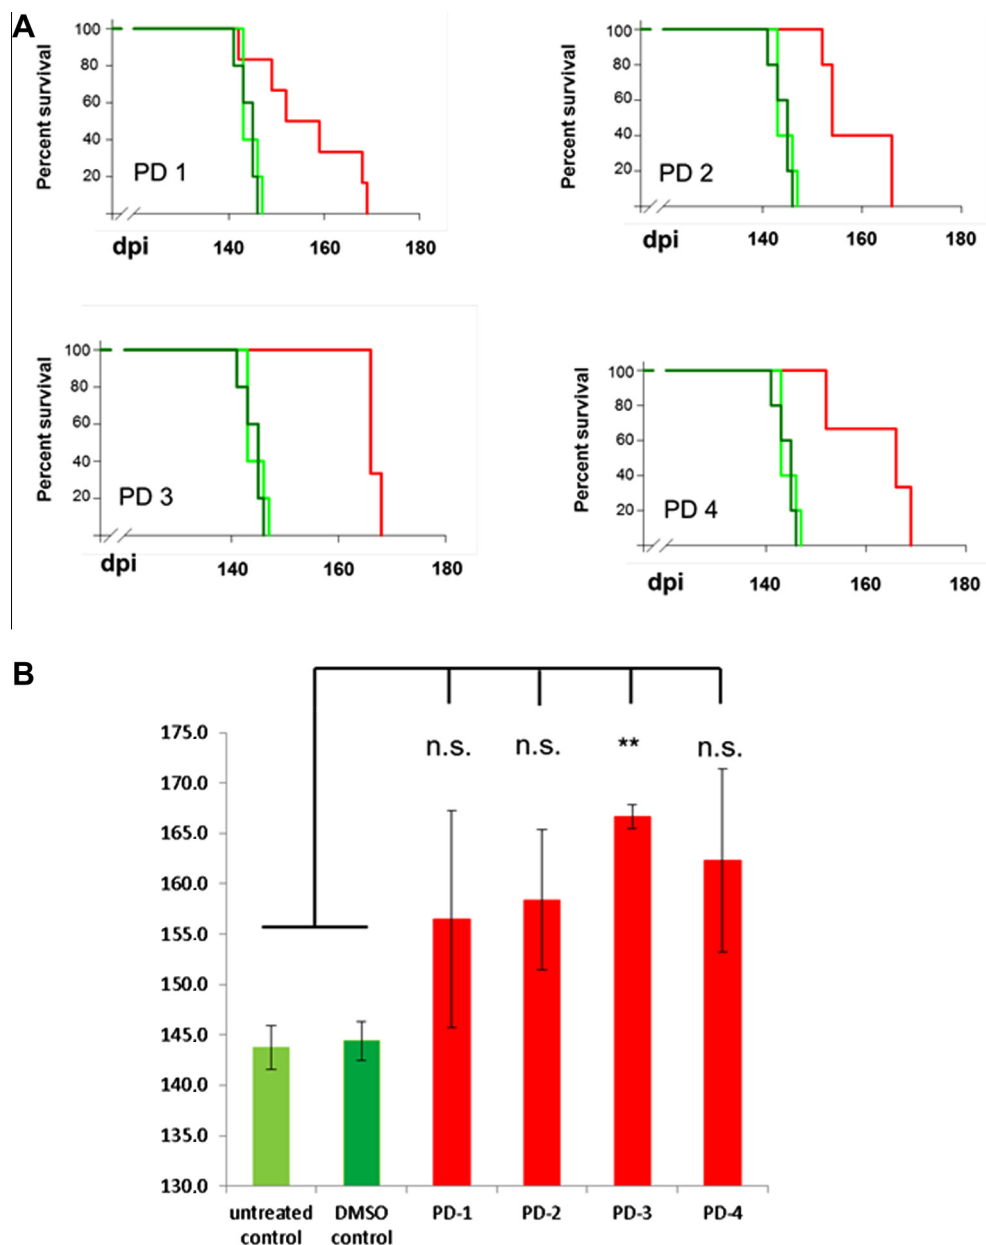 A
Percent survival
100
80
60
40
20
PD 1
dpi
140
160
180
Percent survival
100
80
60
40
20
PD 2
dpi
140
160
180
Percent survival
100
80
60
40
20
PD 3
dpi
140
160
180
Percent survival
100
80
60
40
20
PD 4
dpi
140
160
180
B
175.0
170.0
165.0
160.0
155.0
150.0
145.0
140.0
135.0
130.0
n.s.
n.s.
**
n.s.
untreated
control
DMSO
control
PD-1
PD-2
PD-3
PD-4